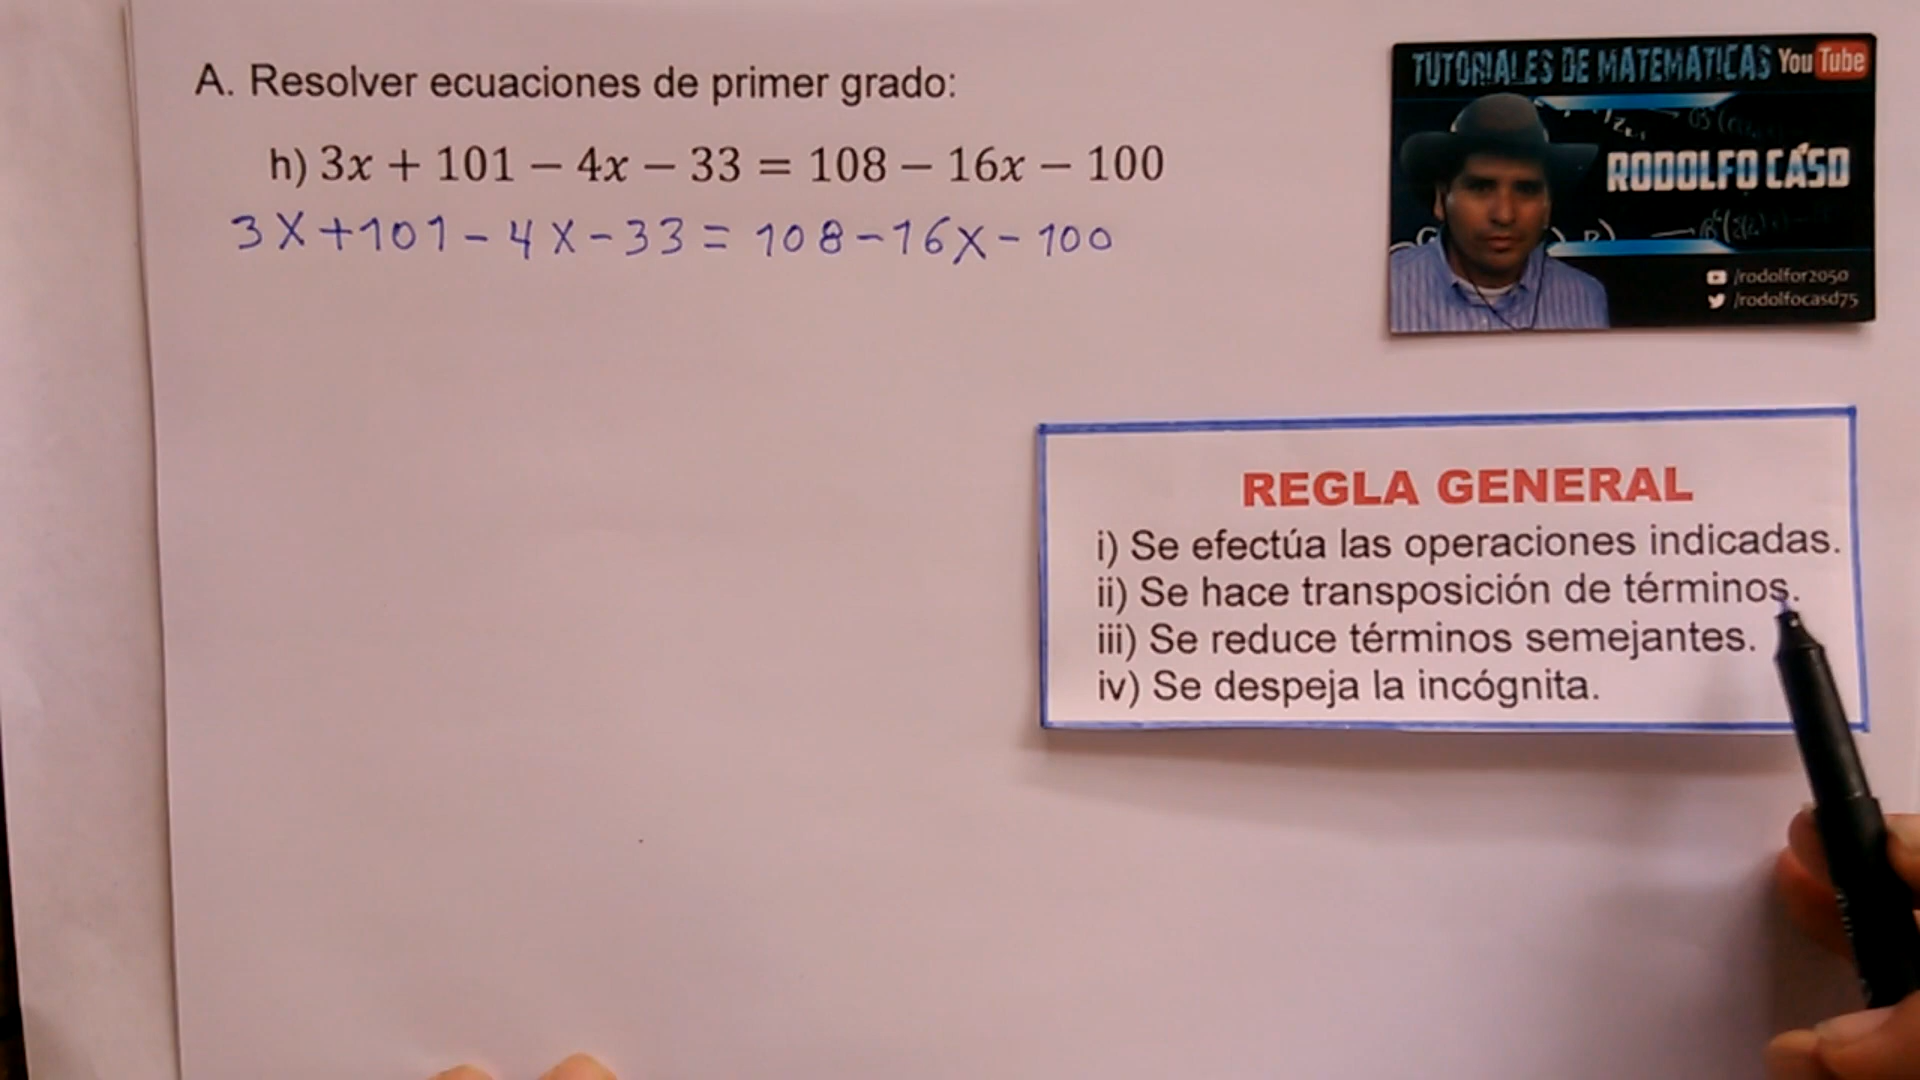 A. Resolver ecuaciones de primer grado:
h) 3x + 101 − 4x − 33 = 108 − 16x − 100
3x+101-4x-33=108-16x-100
TUTORIALES DE MATEMATICAS You Tube
RODOLFO CASD
/rodolfor2050
/rodolfocasd75
REGLA GENERAL
i) Se efectúa las operaciones indicadas.
ii) Se hace transposición de términos.
iii) Se reduce términos semejantes.
iv) Se despeja la incógnita.